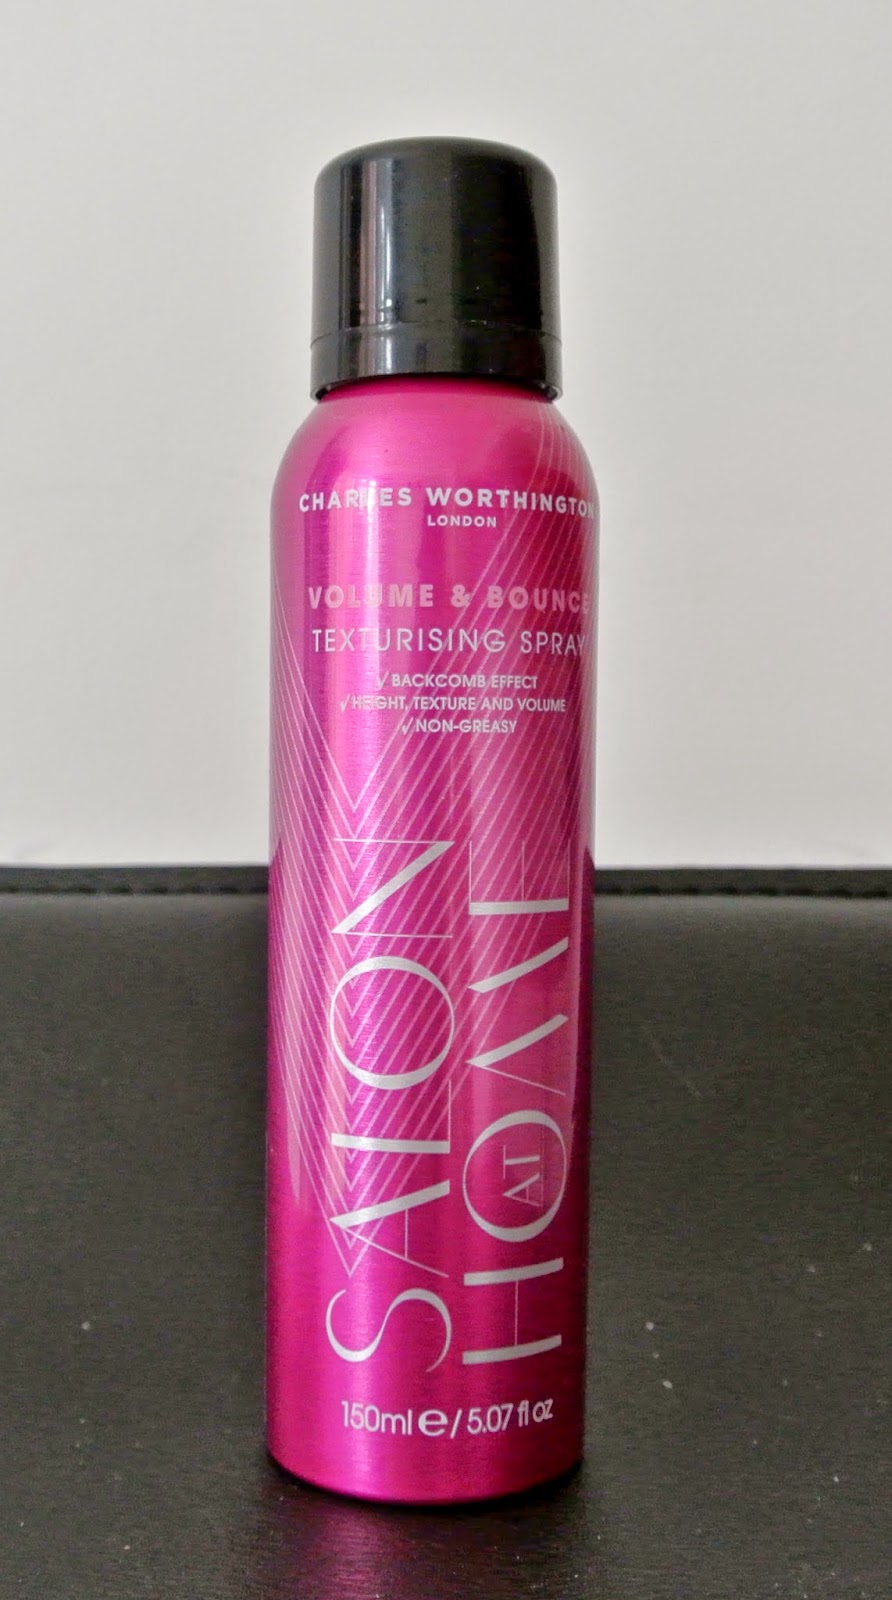 CHARLES WORTHINGTON
LONDON
VOLUME & BOUNCE
TEXTURISING SPRAY
√ BACKCOMB EFFECT
√ HEIGHT, TEXTURE AND VOLUME
√ NON-GREASY
SALON
AT
HOME
150ml e / 5.07 fl oz